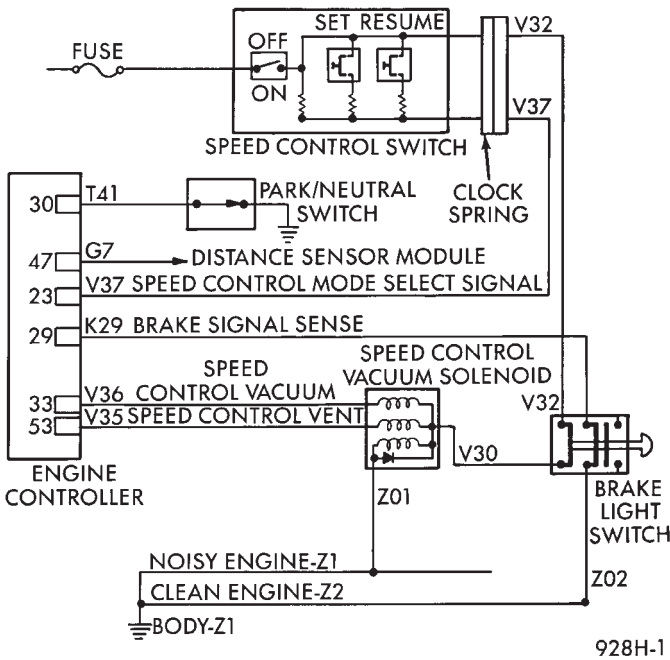 SET RESUME
V32
FUSE
OFF
ON
V37
SPEED CONTROL SWITCH
CLOCK
SPRING
30
T41
PARK/NEUTRAL
SWITCH
47
G7
DISTANCE SENSOR MODULE
23
V37 SPEED CONTROL MODE SELECT SIGNAL
29
K29 BRAKE SIGNAL SENSE
SPEED
CONTROL VACUUM
SPEED CONTROL
VACUUM SOLENOID
33
V36
V32
53
V35 SPEED CONTROL VENT
V30
ENGINE
CONTROLLER
Z01
BRAKE
LIGHT
SWITCH
NOISY ENGINE-Z1
Z02
CLEAN ENGINE-Z2
BODY-Z1
928H-1